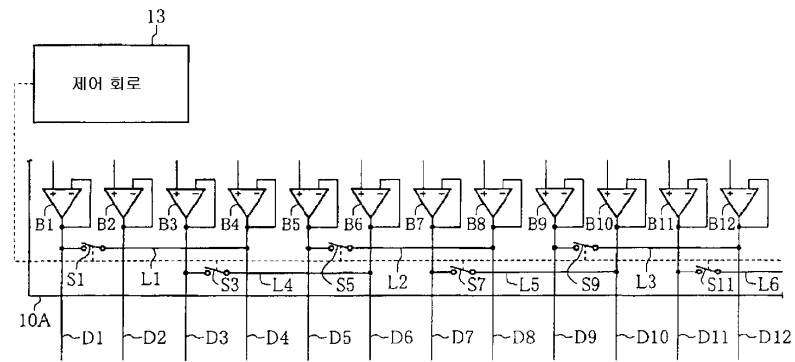 13
제어 회로
B1 B2 B3 B4 B5 B6 B7 B8 B9 B10 B11 B12
S1 L1 S5 L2 S9 L3
S3 L4 S7 L5 S11 L6
10A
D1 D2 D3 D4 D5 D6 D7 D8 D9 D10 D11 D12